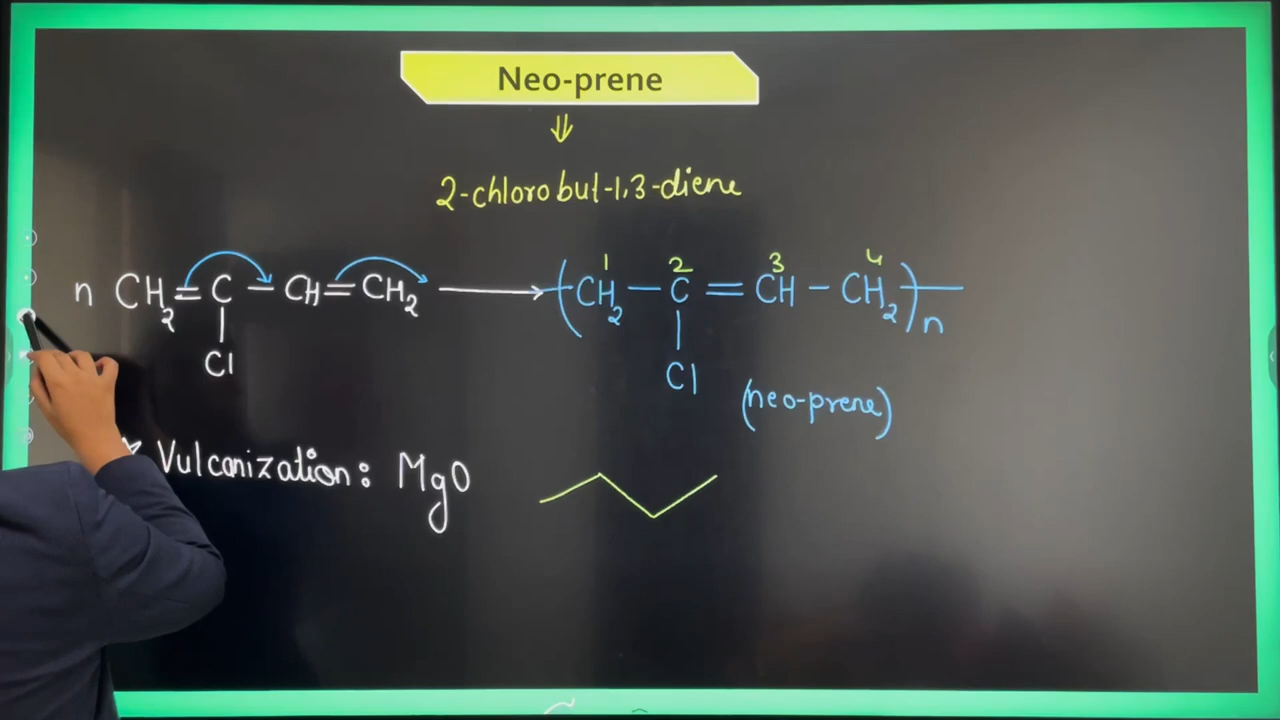 Neo-prene
⇓
2-chlorobut-1,3-diene
n CH₂=C-CH=CH₂ ⟶ (CH₂-C=CH-CH₂)n
1 2 3 4
Cl Cl
(neo-prene)
Vulcanization: MgO